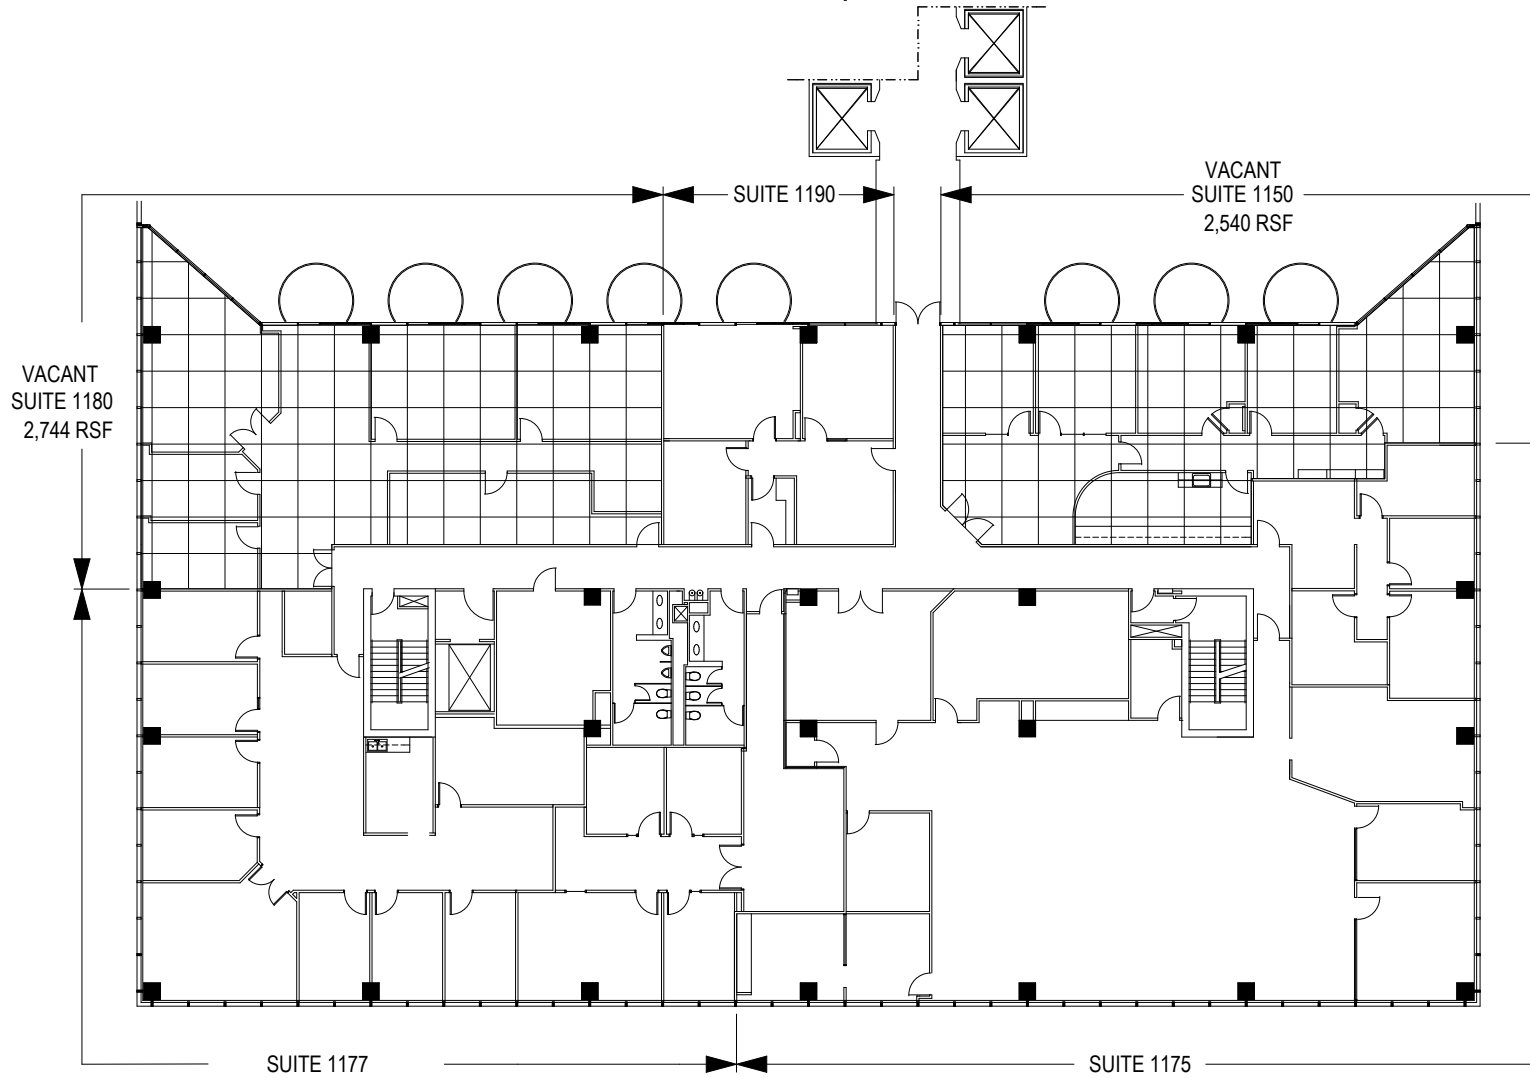 SUITE 1190
VACANT
SUITE 1150
2,540 RSF
VACANT
SUITE 1180
2,744 RSF
SUITE 1177
SUITE 1175